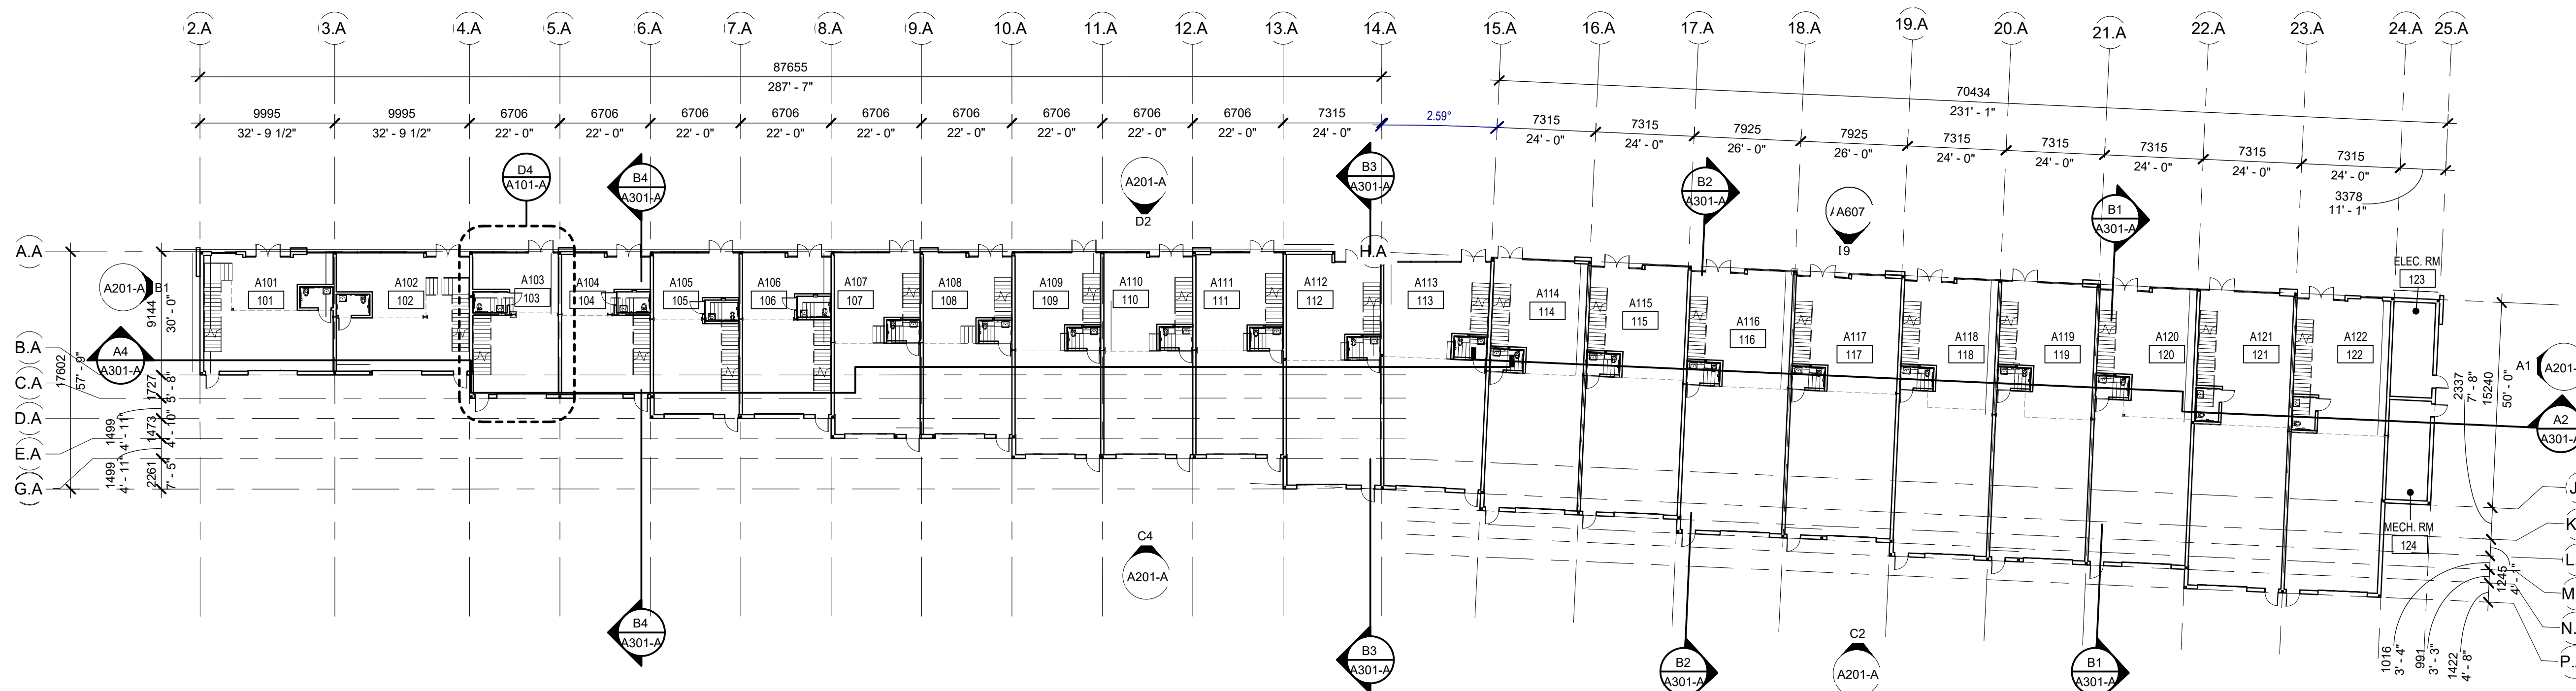 2.A 3.A 4.A 5.A 6.A 7.A 8.A 9.A 10.A 11.A 12.A 13.A 14.A 15.A 16.A 17.A 18.A 19.A 20.A 21.A 22.A 23.A 24.A 25.A
87655
287' - 7"
70434
231' - 1"
9995 9995 6706 6706 6706 6706 6706 6706 6706 6706 6706 7315
32' - 9 1/2" 32' - 9 1/2" 22' - 0" 22' - 0" 22' - 0" 22' - 0" 22' - 0" 22' - 0" 22' - 0" 22' - 0" 22' - 0" 24' - 0"
2.59°
7315 7315 7925 7925 7315 7315 7315 7315 7315
24' - 0" 24' - 0" 26' - 0" 26' - 0" 24' - 0" 24' - 0" 24' - 0" 24' - 0" 24' - 0"
3378
11' - 1"
D4
A101-A
B4
A301-A
A201-A
D2
B3
A301-A
B2
A301-A
A607
B1
A301-A
A.A
H.A
A201-A B1
A101
101
A102
102
A103
103
A104
104
A105
105
A106
106
A107
107
A108
108
A109
109
A110
110
A111
111
A112
112
A113
113
A114
114
A115
115
A116
116
A117
117
A118
118
A119
119
A120
120
A121
121
A122
122
ELEC. RM
123
MECH. RM
124
B.A
C.A
D.A
E.A
G.A
A4
A301-A
17602
57' - 9"
9144
30' - 0"
1727
5' - 8"
1473
4' - 10"
1499
4' - 11"
1499
4' - 11"
2261
7' - 5"
A1 A201-
A2
A301-A
2337
7' - 8"
15240
50' - 0"
1245
4' - 1"
1016
3' - 4"
991
3' - 3"
1422
4' - 8"
J
K
L
M
N.
P.
C4
A201-A
C2
A201-A
B4
A301-A
B3
A301-A
B2
A301-A
B1
A301-A